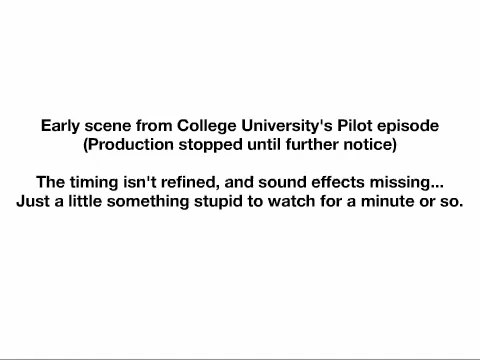 Early scene from College University's Pilot episode
(Production stopped until further notice)
The timing isn't refined, and sound effects missing...
Just a little something stupid to watch for a minute or so.